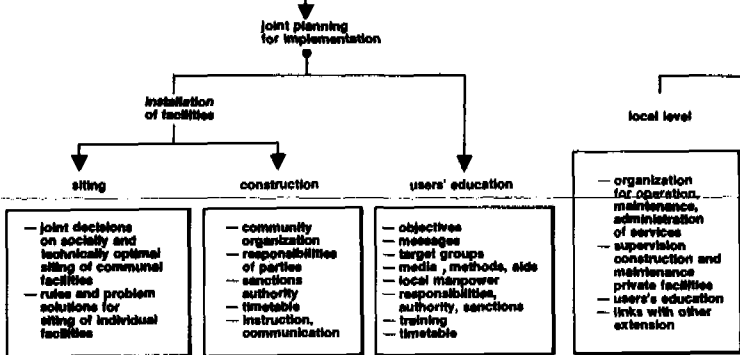 joint planning
for implementation
installation
of facilities
local level
siting
construction
users' education
— joint decisions
on socially and
technically optimal
siting of communal
facilities
— rules and problem
solutions for
siting of individual
facilities
— community
organization
— responsibilities
of parties
— sanctions
authority
— timetable
— instruction,
communication
— objectives
— messages
— target groups
— media , methods, aids
— local manpower
— responsibilities,
authority, sanctions
— training
— timetable
— organization
for operation,
maintenance,
administration
of services
— supervision
construction and
maintenance
private facilities
— users's education
— links with other
extension